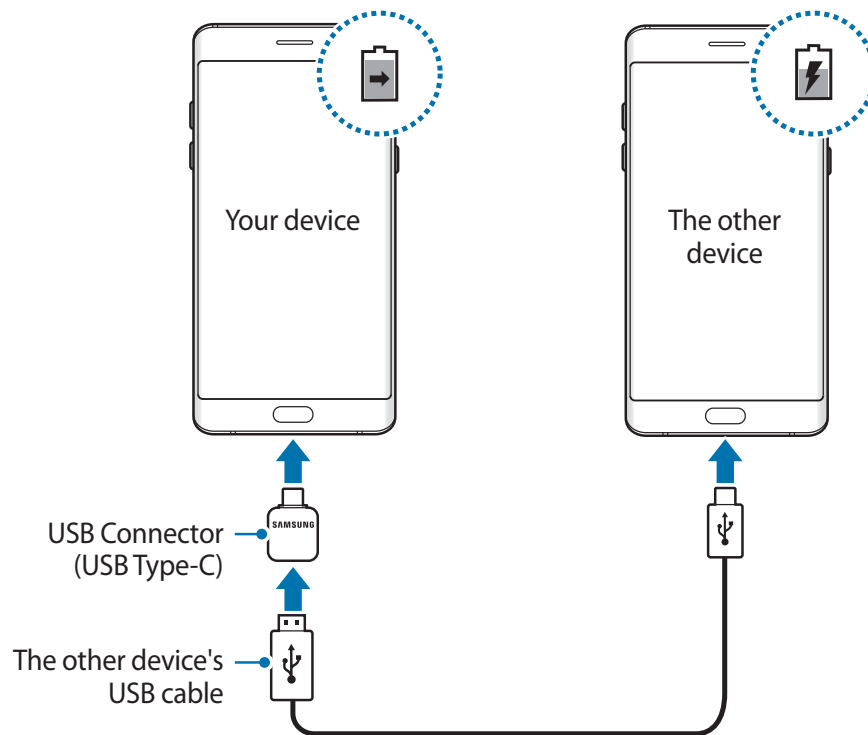 Your device
The other
device
SAMSUNG
USB Connector
(USB Type-C)
The other device's
USB cable